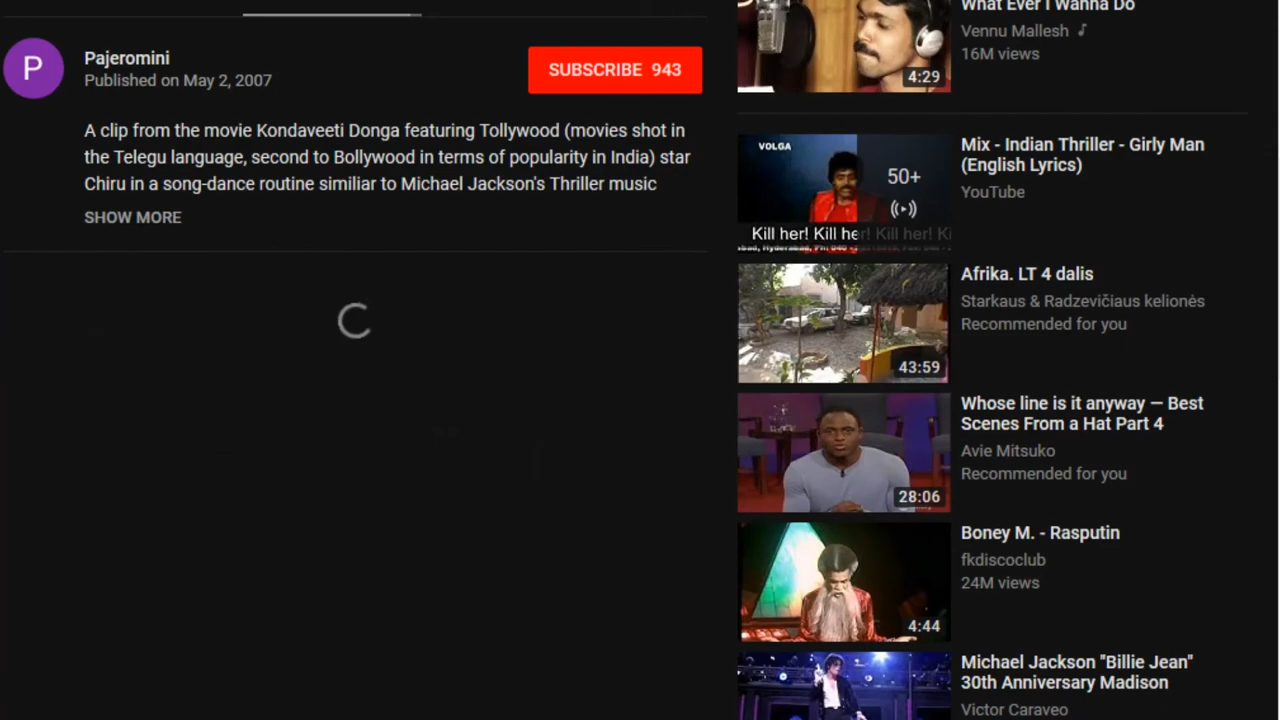 P
Pajeromini
Published on May 2, 2007
SUBSCRIBE 943
A clip from the movie Kondaveeti Donga featuring Tollywood (movies shot in
the Telegu language, second to Bollywood in terms of popularity in India) star
Chiru in a song-dance routine similiar to Michael Jackson's Thriller music
SHOW MORE
What Ever I Wanna Do
Vennu Mallesh
16M views
4:29
VOLGA
50+
Kill her! Kill her! Kill her! Ki
Mix - Indian Thriller - Girly Man
(English Lyrics)
YouTube
43:59
Afrika. LT 4 dalis
Starkaus & Radzevičiaus kelionės
Recommended for you
28:06
Whose line is it anyway — Best
Scenes From a Hat Part 4
Avie Mitsuko
Recommended for you
4:44
Boney M. - Rasputin
fkdiscoclub
24M views
Michael Jackson "Billie Jean"
30th Anniversary Madison
Victor Caraveo